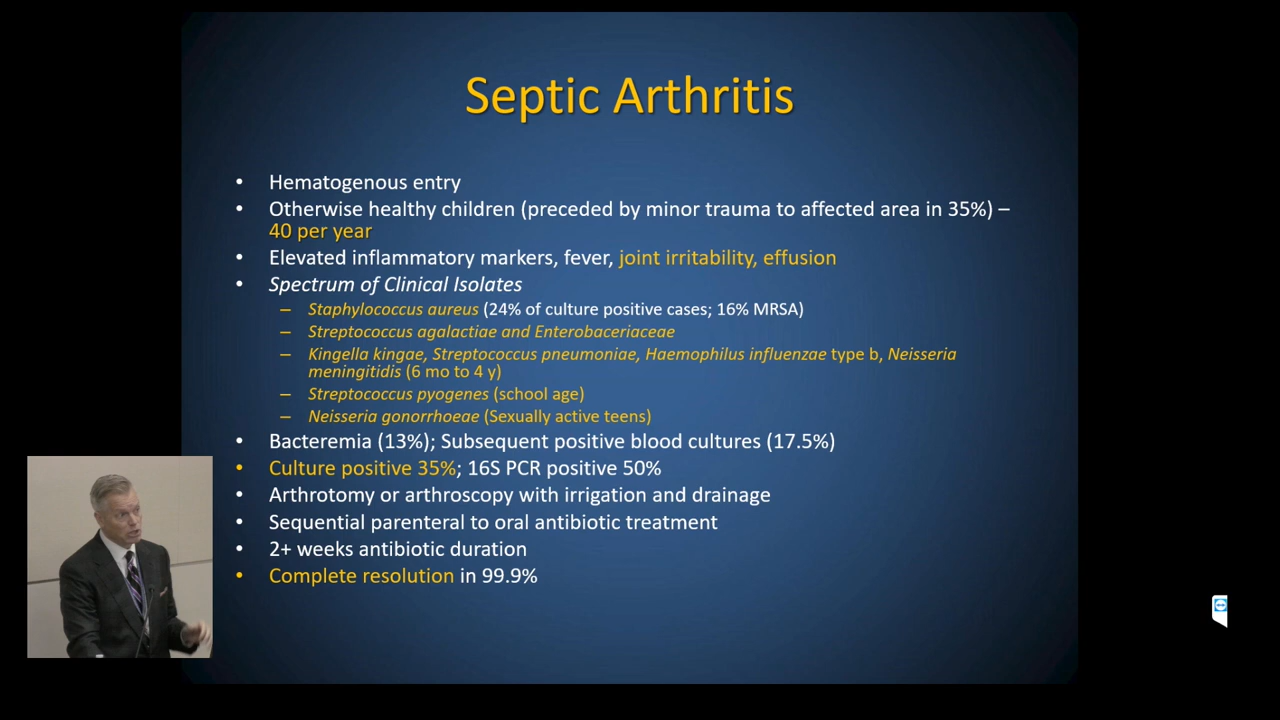 Septic Arthritis
• Hematogenous entry
• Otherwise healthy children (preceded by minor trauma to affected area in 35%) –
40 per year
• Elevated inflammatory markers, fever, joint irritability, effusion
• Spectrum of Clinical Isolates
– Staphylococcus aureus (24% of culture positive cases; 16% MRSA)
– Streptococcus agalactiae and Enterobaceriaceae
– Kingella kingae, Streptococcus pneumoniae, Haemophilus influenzae type b, Neisseria
meningitidis (6 mo to 4 y)
– Streptococcus pyogenes (school age)
– Neisseria gonorrhoeae (Sexually active teens)
• Bacteremia (13%); Subsequent positive blood cultures (17.5%)
• Culture positive 35%; 16S PCR positive 50%
• Arthrotomy or arthroscopy with irrigation and drainage
• Sequential parenteral to oral antibiotic treatment
• 2+ weeks antibiotic duration
• Complete resolution in 99.9%